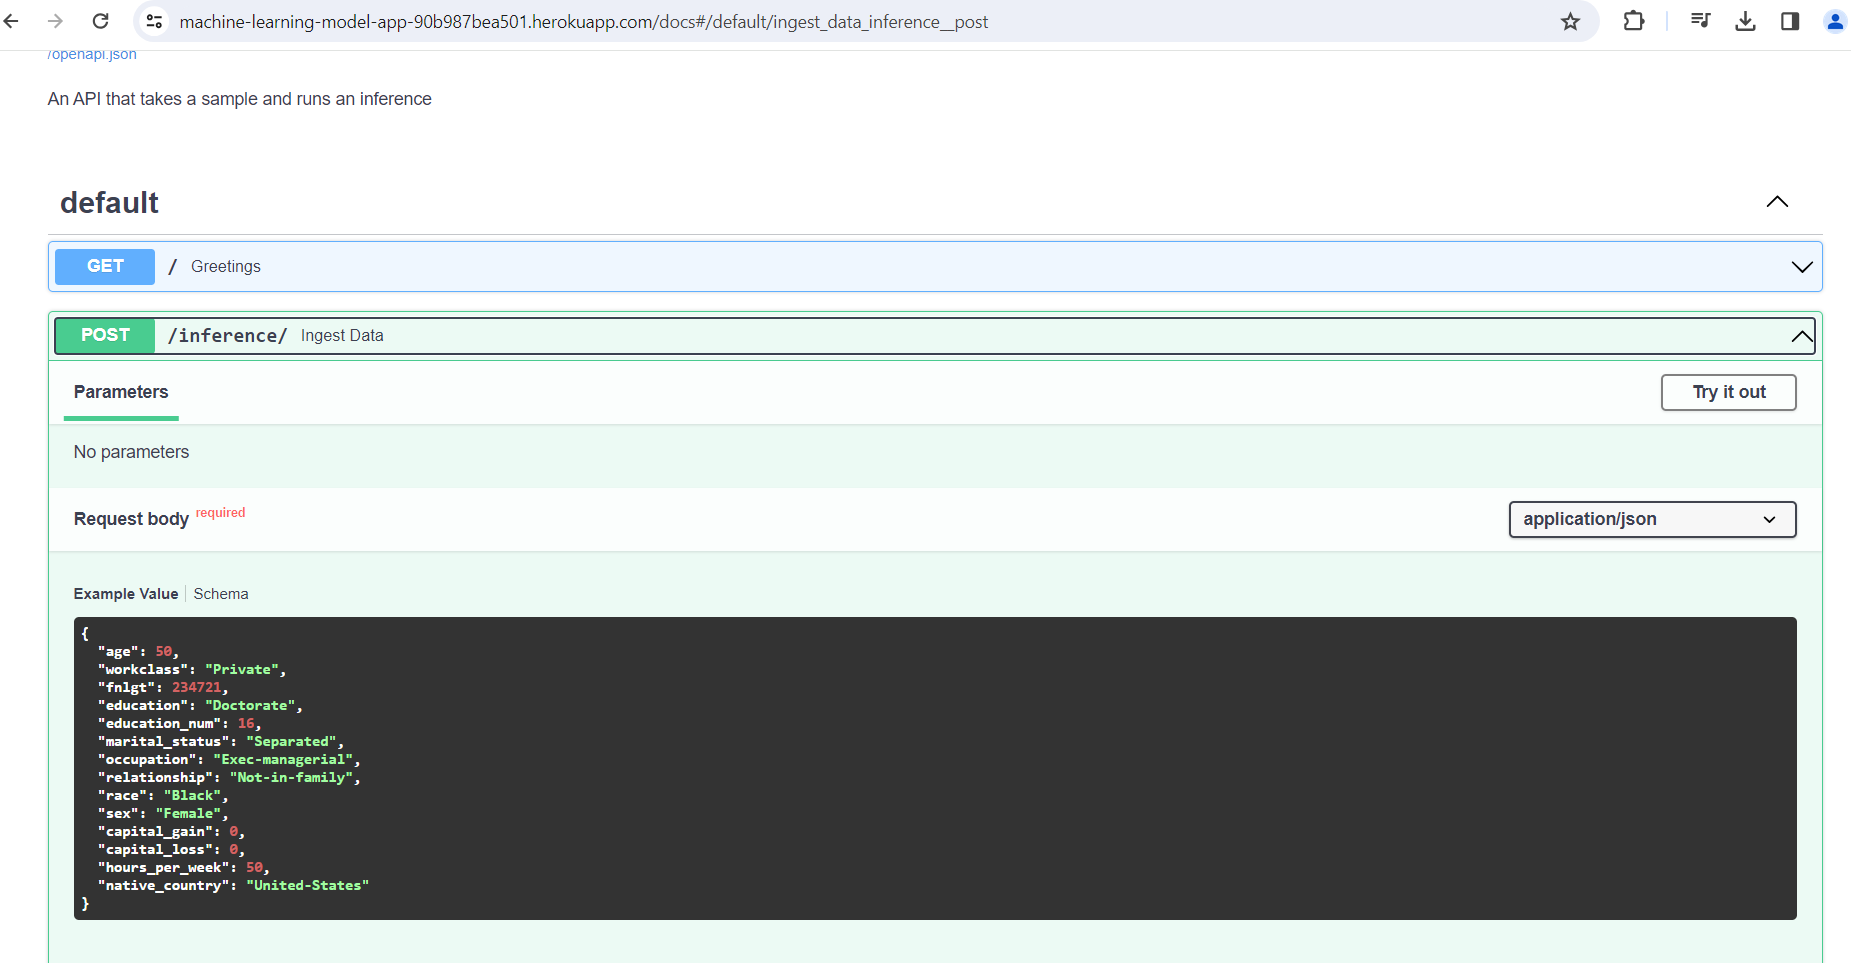 machine-learning-model-app-90b987bea501.herokuapp.com/docs#/default/ingest_data_inference__post
/openapi.json
An API that takes a sample and runs an inference
default
GET / Greetings
POST /inference/ Ingest Data
Parameters Try it out
No parameters
Request body required application/json
Example Value Schema
{
"age": 50,
"workclass": "Private",
"fnlgt": 234721,
"education": "Doctorate",
"education_num": 16,
"marital_status": "Separated",
"occupation": "Exec-managerial",
"relationship": "Not-in-family",
"race": "Black",
"sex": "Female",
"capital_gain": 0,
"capital_loss": 0,
"hours_per_week": 50,
"native_country": "United-States"
}